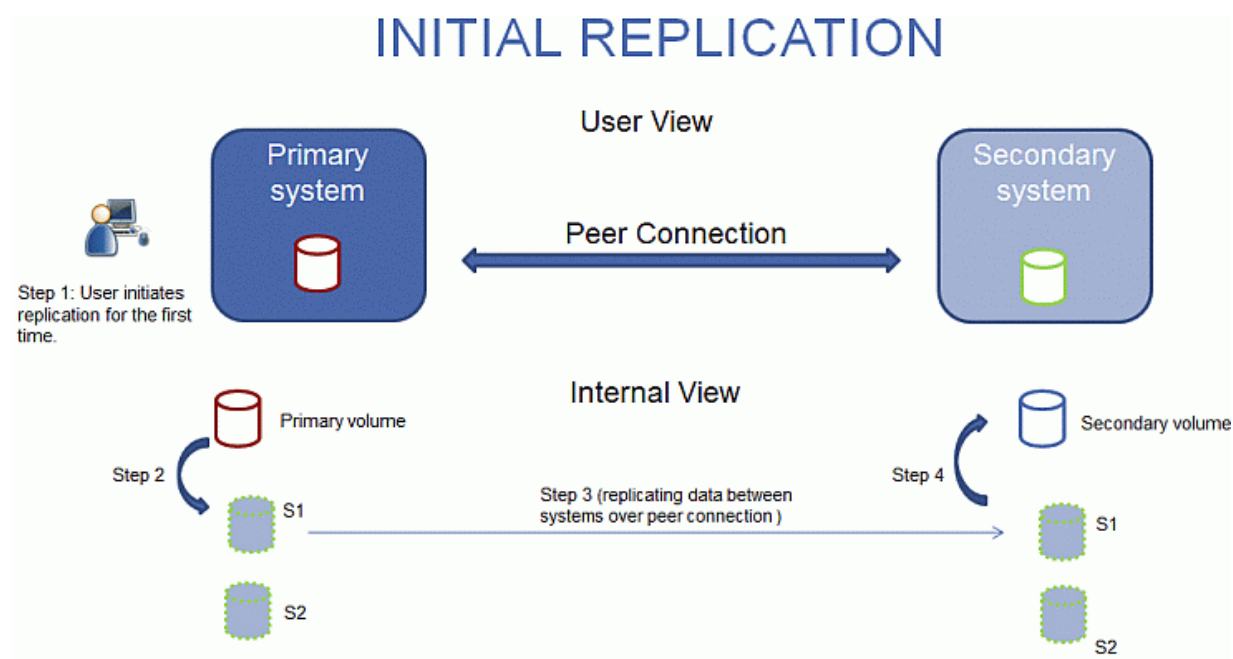 INITIAL REPLICATION
User View
Primary
system
Secondary
system
Peer Connection
Step 1: User initiates
replication for the first
time.
Internal View
Primary volume
Secondary volume
Step 2
Step 3 (replicating data between
systems over peer connection )
Step 4
S1
S1
S2
S2